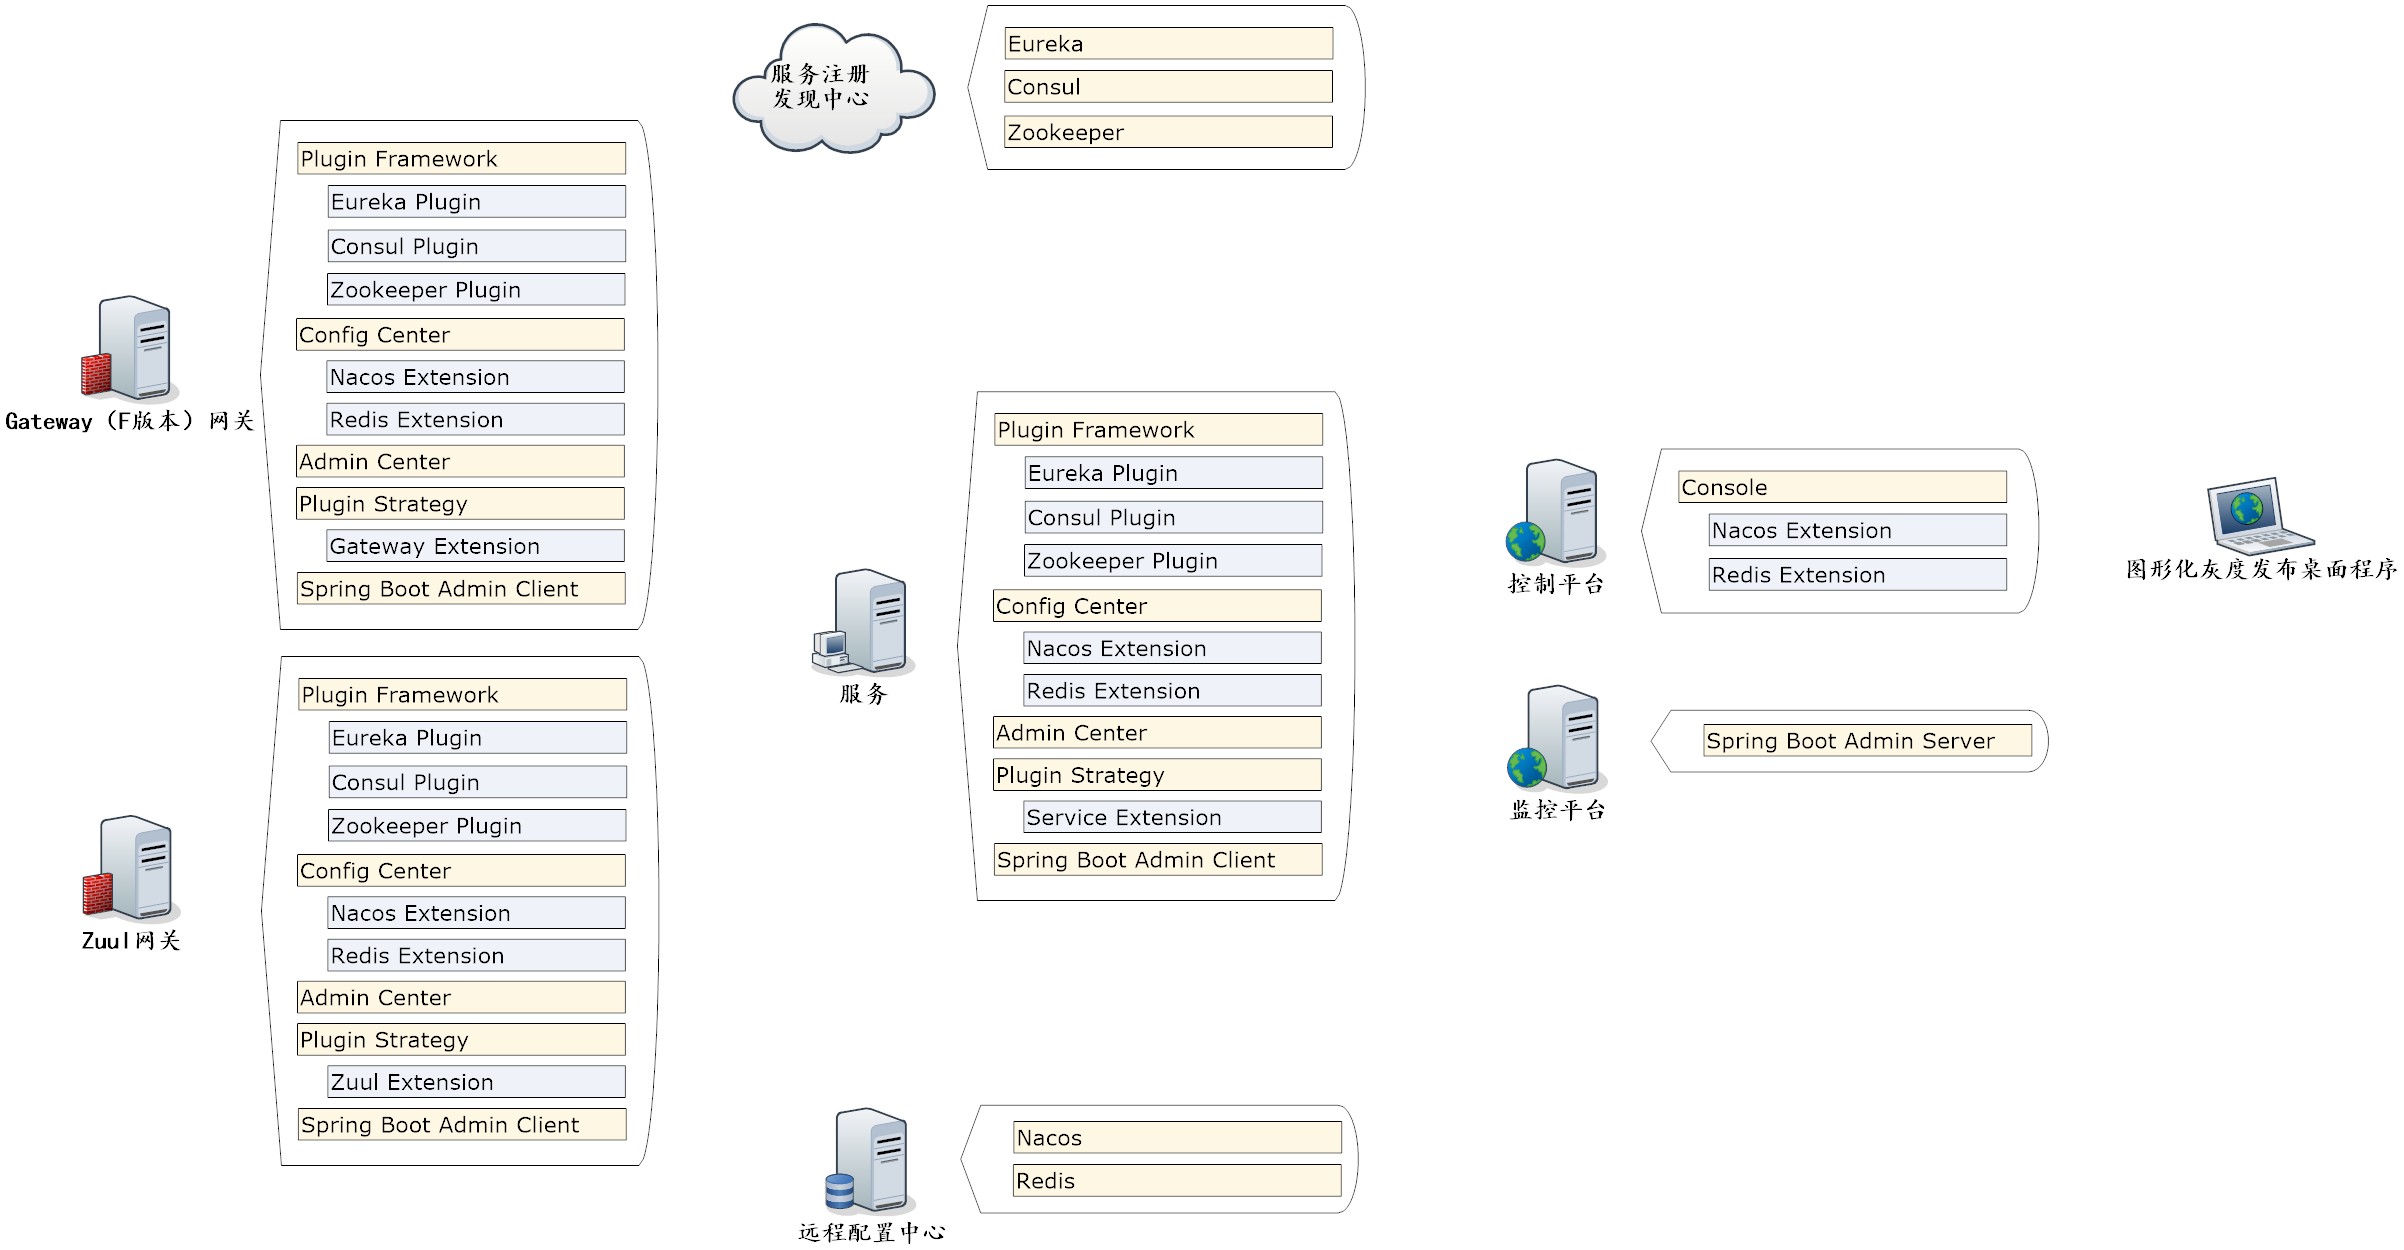 服务注册
发现中心
Eureka
Consul
Zookeeper
Gateway（F版本）网关
Plugin Framework
Eureka Plugin
Consul Plugin
Zookeeper Plugin
Config Center
Nacos Extension
Redis Extension
Admin Center
Plugin Strategy
Gateway Extension
Spring Boot Admin Client
Zuul网关
Plugin Framework
Eureka Plugin
Consul Plugin
Zookeeper Plugin
Config Center
Nacos Extension
Redis Extension
Admin Center
Plugin Strategy
Zuul Extension
Spring Boot Admin Client
服务
Plugin Framework
Eureka Plugin
Consul Plugin
Zookeeper Plugin
Config Center
Nacos Extension
Redis Extension
Admin Center
Plugin Strategy
Service Extension
Spring Boot Admin Client
控制平台
Console
Nacos Extension
Redis Extension
图形化灰度发布桌面程序
监控平台
Spring Boot Admin Server
远程配置中心
Nacos
Redis